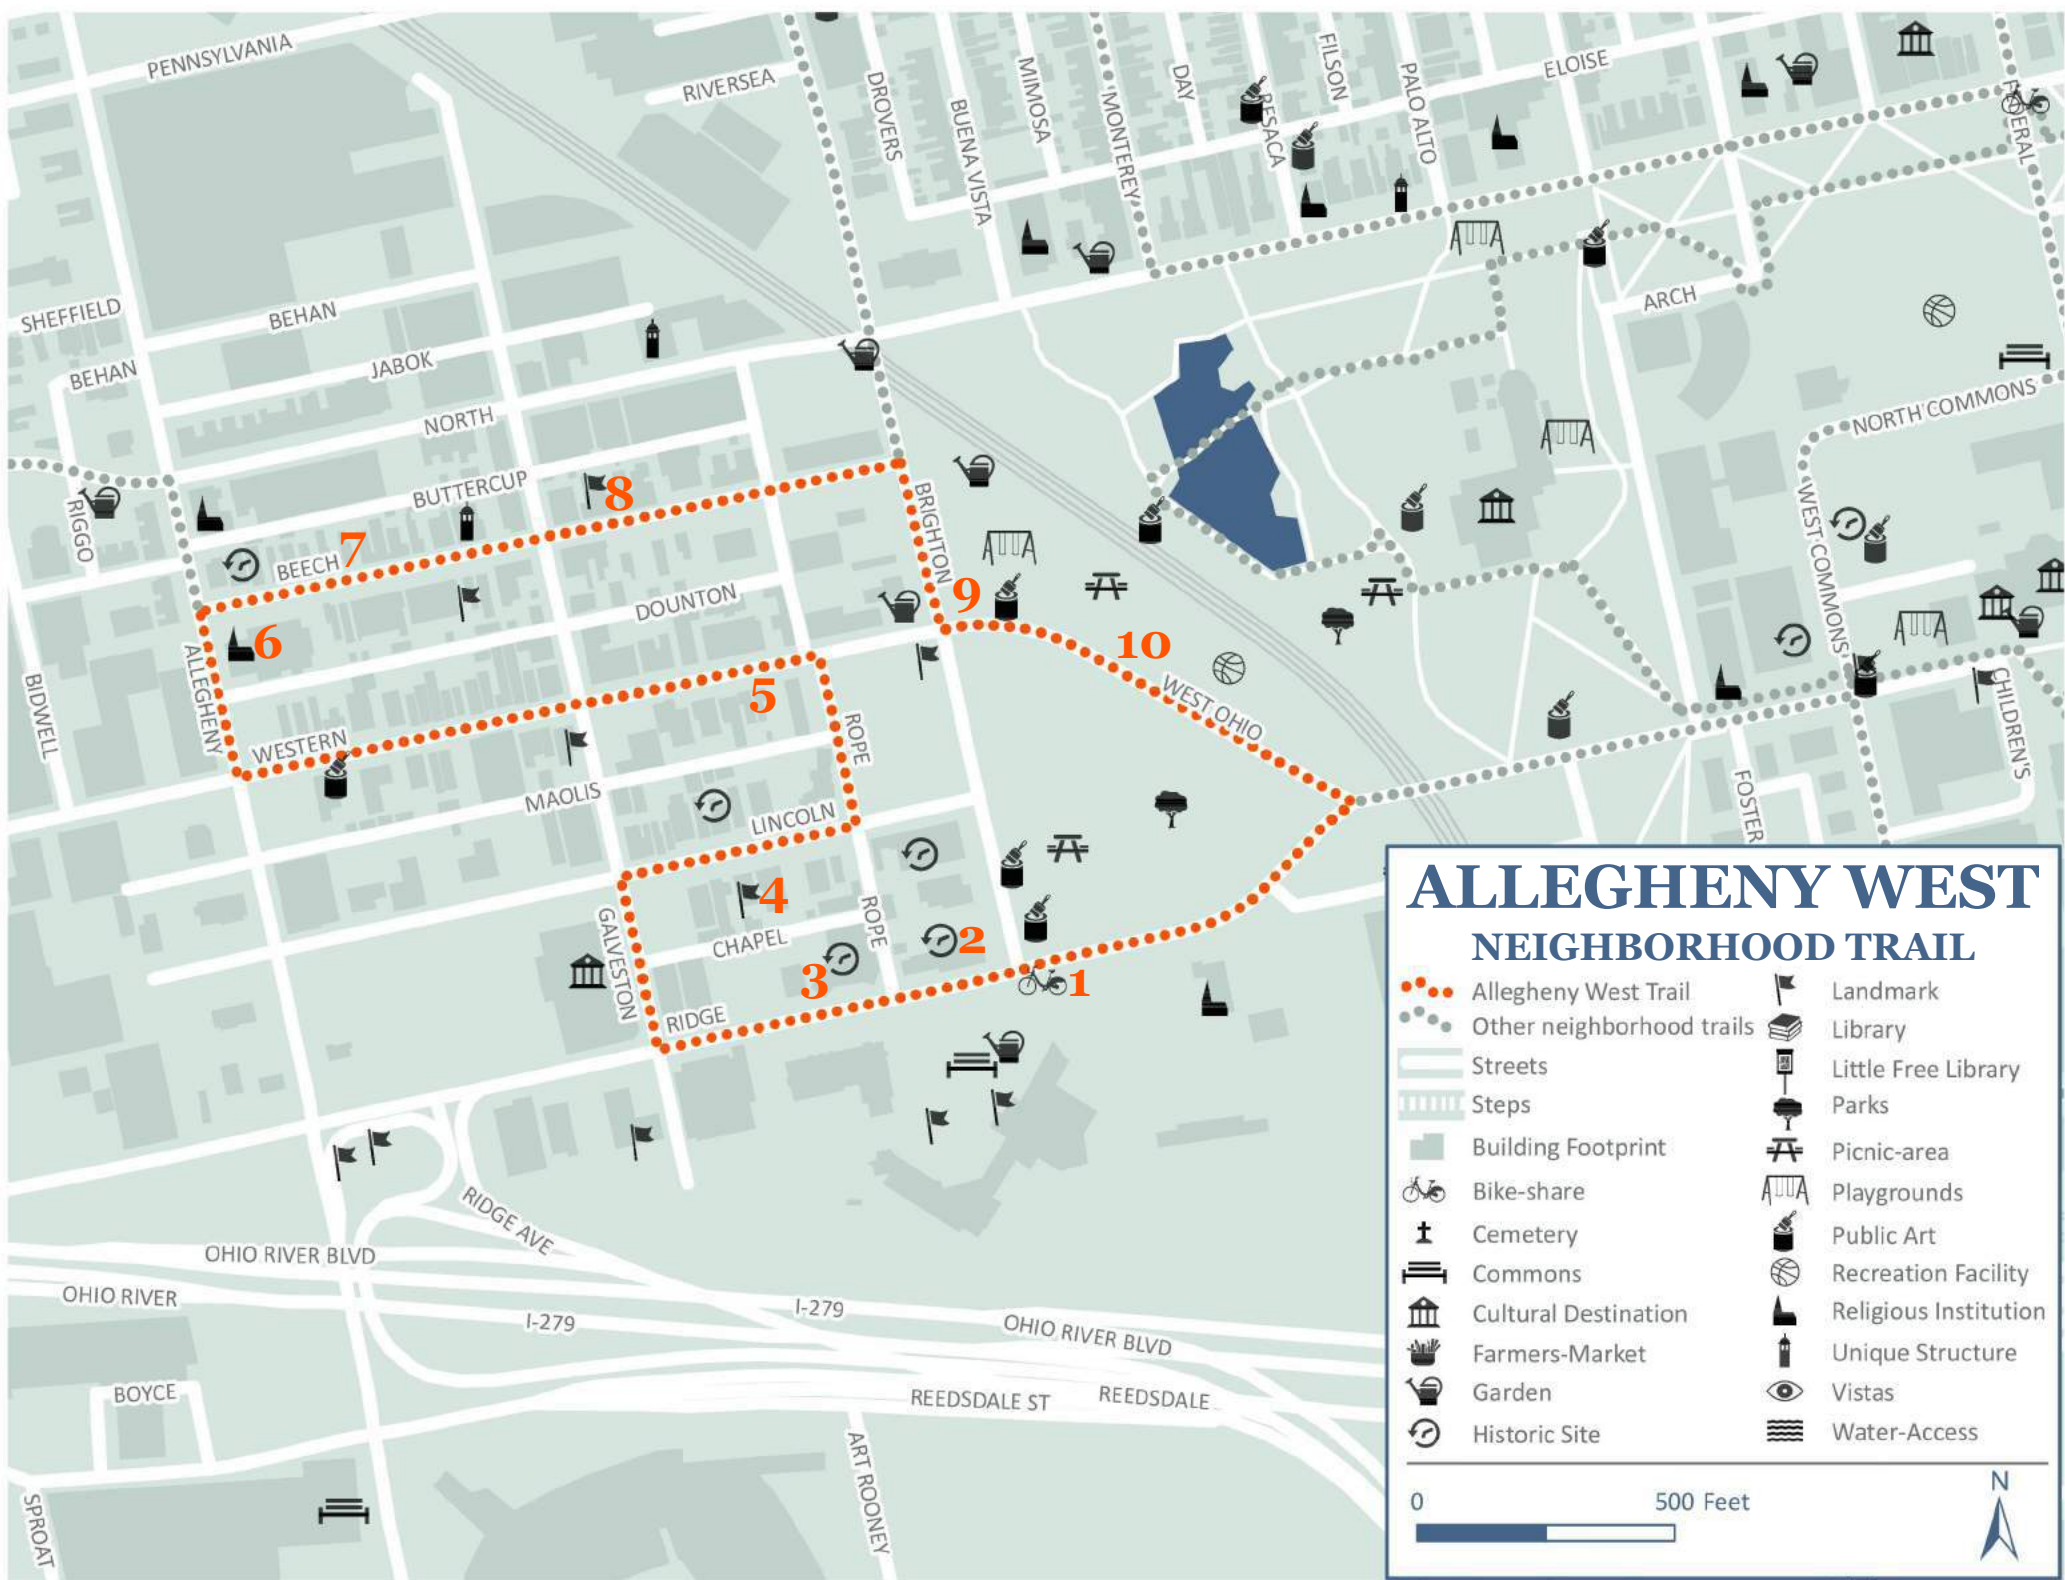 PENNSYLVANIA
RIVERSEA
DROVERS
BUENA VISTA
MIMOSA
MONTEREY
DAY
RESACA
FILSON
PALO ALTO
ELOISE
FEDERAL
SHEFFIELD
BEHAN
BEHAN
JABOK
NORTH
ARCH
NORTH COMMONS
WEST COMMONS
RIGGO
BUTTERCUP
8
7
BEECH
BRIGHTON
9
DOUNTON
6
10
ALLEGHENY
BIDWELL
5
WEST OHIO
WESTERN
ROPE
CHILDREN'S
MAOLIS
LINCOLN
FOSTER
4
ROPE
GALVESTON
CHAPEL
2
3
1
RIDGE
RIDGE AVE
OHIO RIVER BLVD
OHIO RIVER
I-279
I-279
OHIO RIVER BLVD
BOYCE
REEDSDALE ST
REEDSDALE
ART ROONEY
SPROAT
ALLEGHENY WEST
NEIGHBORHOOD TRAIL
Allegheny West Trail
Other neighborhood trails
Streets
Steps
Building Footprint
Bike-share
Cemetery
Commons
Cultural Destination
Farmers-Market
Garden
Historic Site
Landmark
Library
Little Free Library
Parks
Picnic-area
Playgrounds
Public Art
Recreation Facility
Religious Institution
Unique Structure
Vistas
Water-Access
0 500 Feet
N